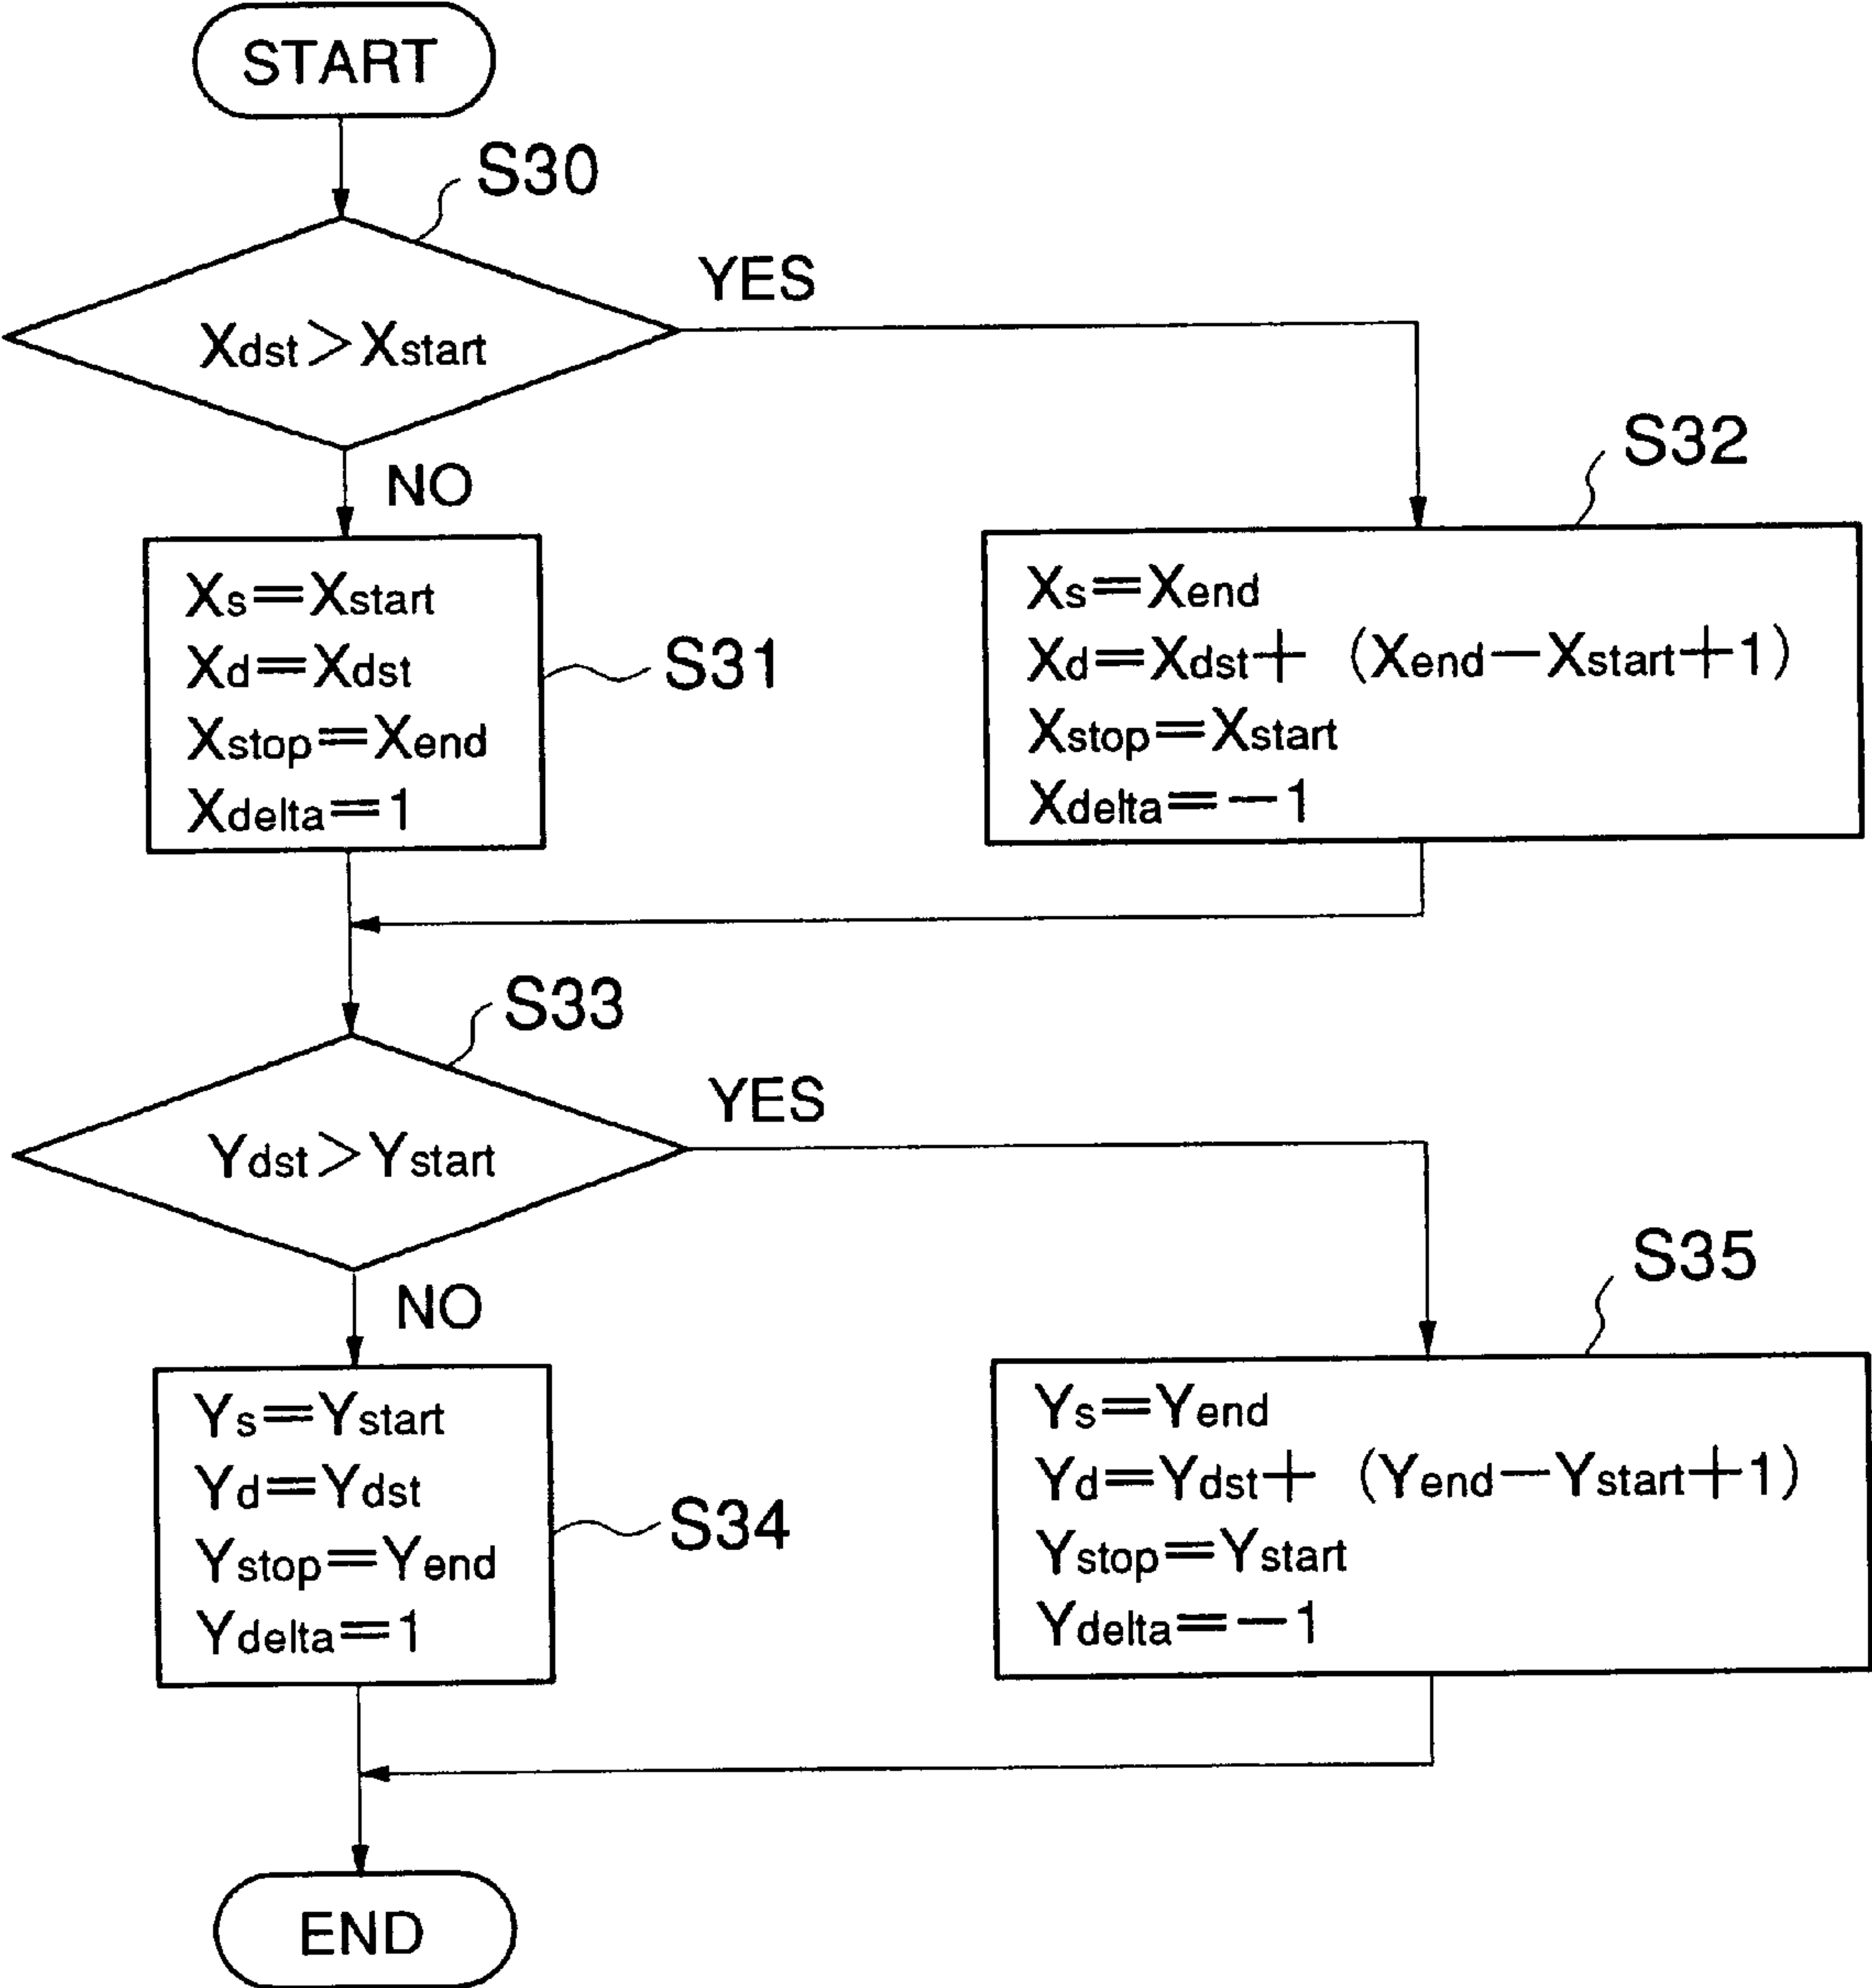 START
S30
YES
Xdst＞Xstart
NO
S32
Xs＝Xstart
Xd＝Xdst
Xstop＝Xend
Xdelta＝1
S31
Xs＝Xend
Xd＝Xdst＋ (Xend－Xstart＋1)
Xstop＝Xstart
Xdelta＝－1
S33
YES
Ydst＞Ystart
NO
S35
Ys＝Ystart
Yd＝Ydst
Ystop＝Yend
Ydelta＝1
S34
Ys＝Yend
Yd＝Ydst＋ (Yend－Ystart＋1)
Ystop＝Ystart
Ydelta＝－1
END